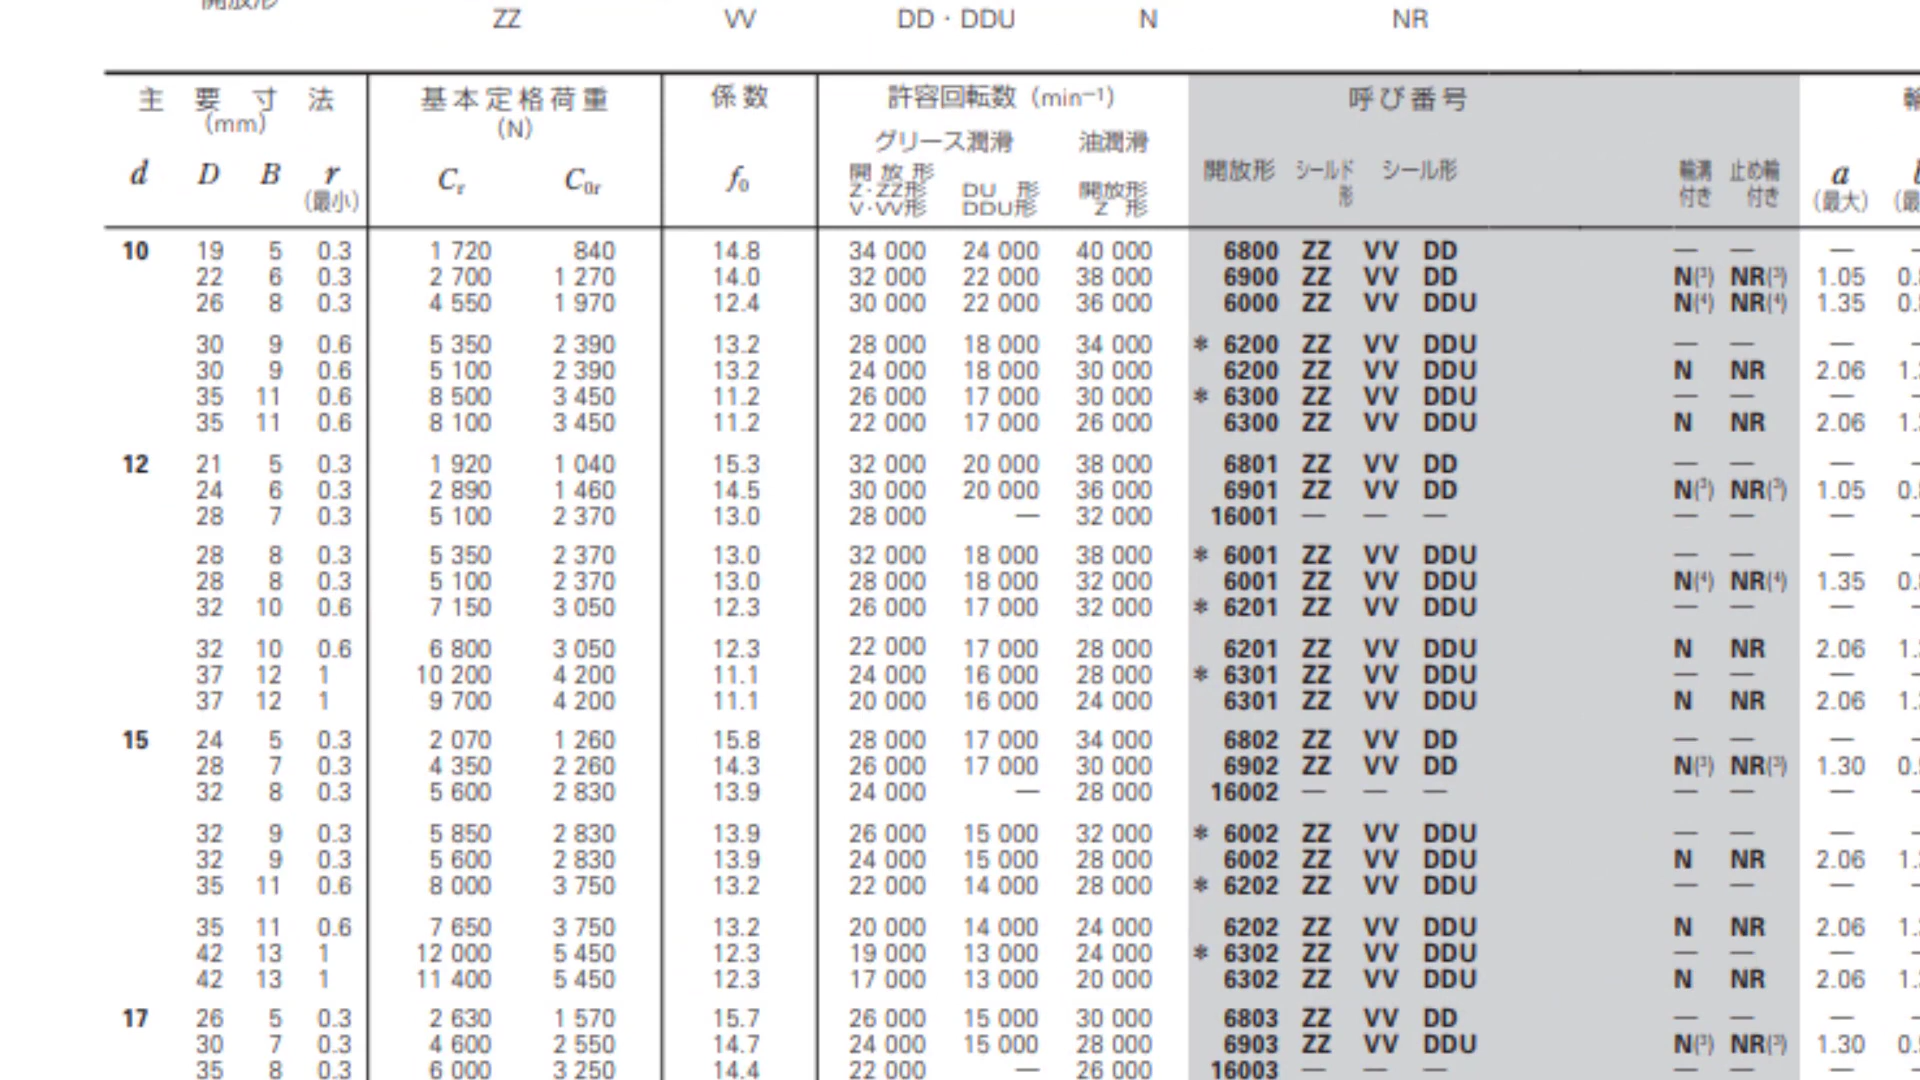 開放形
ZZ VV DD・DDU N NR
主要寸法 基本定格荷重 係数 許容回転数 (min−1) 呼び番号 輪
(mm) (N)
グリース潤滑 油潤滑
d D B r Cr C0r f0 開放形 DU形 開放形 開放形 シールド形 シール形 輪溝付き 止め輪付き a
(最小) Z・ZZ形 DDU形 Z形 (最大)
V・VV形
10 19 5 0.3 1 720 840 14.8 34 000 24 000 40 000 6800 ZZ VV DD — — —
22 6 0.3 2 700 1 270 14.0 32 000 22 000 38 000 6900 ZZ VV DD N(3) NR(3) 1.05
26 8 0.3 4 550 1 970 12.4 30 000 22 000 36 000 6000 ZZ VV DDU N(4) NR(4) 1.35
30 9 0.6 5 350 2 390 13.2 28 000 18 000 34 000 * 6200 ZZ VV DDU — — —
30 9 0.6 5 100 2 390 13.2 24 000 18 000 30 000 6200 ZZ VV DDU N NR 2.06
35 11 0.6 8 500 3 450 11.2 26 000 17 000 30 000 * 6300 ZZ VV DDU — — —
35 11 0.6 8 100 3 450 11.2 22 000 17 000 26 000 6300 ZZ VV DDU N NR 2.06
12 21 5 0.3 1 920 1 040 15.3 32 000 20 000 38 000 6801 ZZ VV DD — — —
24 6 0.3 2 890 1 460 14.5 30 000 20 000 36 000 6901 ZZ VV DD N(3) NR(3) 1.05
28 7 0.3 5 100 2 370 13.0 28 000 — 32 000 16001 — — — — — —
28 8 0.3 5 350 2 370 13.0 32 000 18 000 38 000 * 6001 ZZ VV DDU — — —
28 8 0.3 5 100 2 370 13.0 28 000 18 000 32 000 6001 ZZ VV DDU N(4) NR(4) 1.35
32 10 0.6 7 150 3 050 12.3 26 000 17 000 32 000 * 6201 ZZ VV DDU — — —
32 10 0.6 6 800 3 050 12.3 22 000 17 000 28 000 6201 ZZ VV DDU N NR 2.06
37 12 1 10 200 4 200 11.1 24 000 16 000 28 000 * 6301 ZZ VV DDU — — —
37 12 1 9 700 4 200 11.1 20 000 16 000 24 000 6301 ZZ VV DDU N NR 2.06
15 24 5 0.3 2 070 1 260 15.8 28 000 17 000 34 000 6802 ZZ VV DD — — —
28 7 0.3 4 350 2 260 14.3 26 000 17 000 30 000 6902 ZZ VV DD N(3) NR(3) 1.30
32 8 0.3 5 600 2 830 13.9 24 000 — 28 000 16002 — — — — — —
32 9 0.3 5 850 2 830 13.9 26 000 15 000 32 000 * 6002 ZZ VV DDU — — —
32 9 0.3 5 600 2 830 13.9 24 000 15 000 28 000 6002 ZZ VV DDU N NR 2.06
35 11 0.6 8 000 3 750 13.2 22 000 14 000 28 000 * 6202 ZZ VV DDU — — —
35 11 0.6 7 650 3 750 13.2 20 000 14 000 24 000 6202 ZZ VV DDU N NR 2.06
42 13 1 12 000 5 450 12.3 19 000 13 000 24 000 * 6302 ZZ VV DDU — — —
42 13 1 11 400 5 450 12.3 17 000 13 000 20 000 6302 ZZ VV DDU N NR 2.06
17 26 5 0.3 2 630 1 570 15.7 26 000 15 000 30 000 6803 ZZ VV DD — — —
30 7 0.3 4 600 2 550 14.7 24 000 15 000 28 000 6903 ZZ VV DDU N(3) NR(3) 1.30
35 8 0.3 6 000 3 250 14.4 22 000 — 26 000 16003 — — — — — —